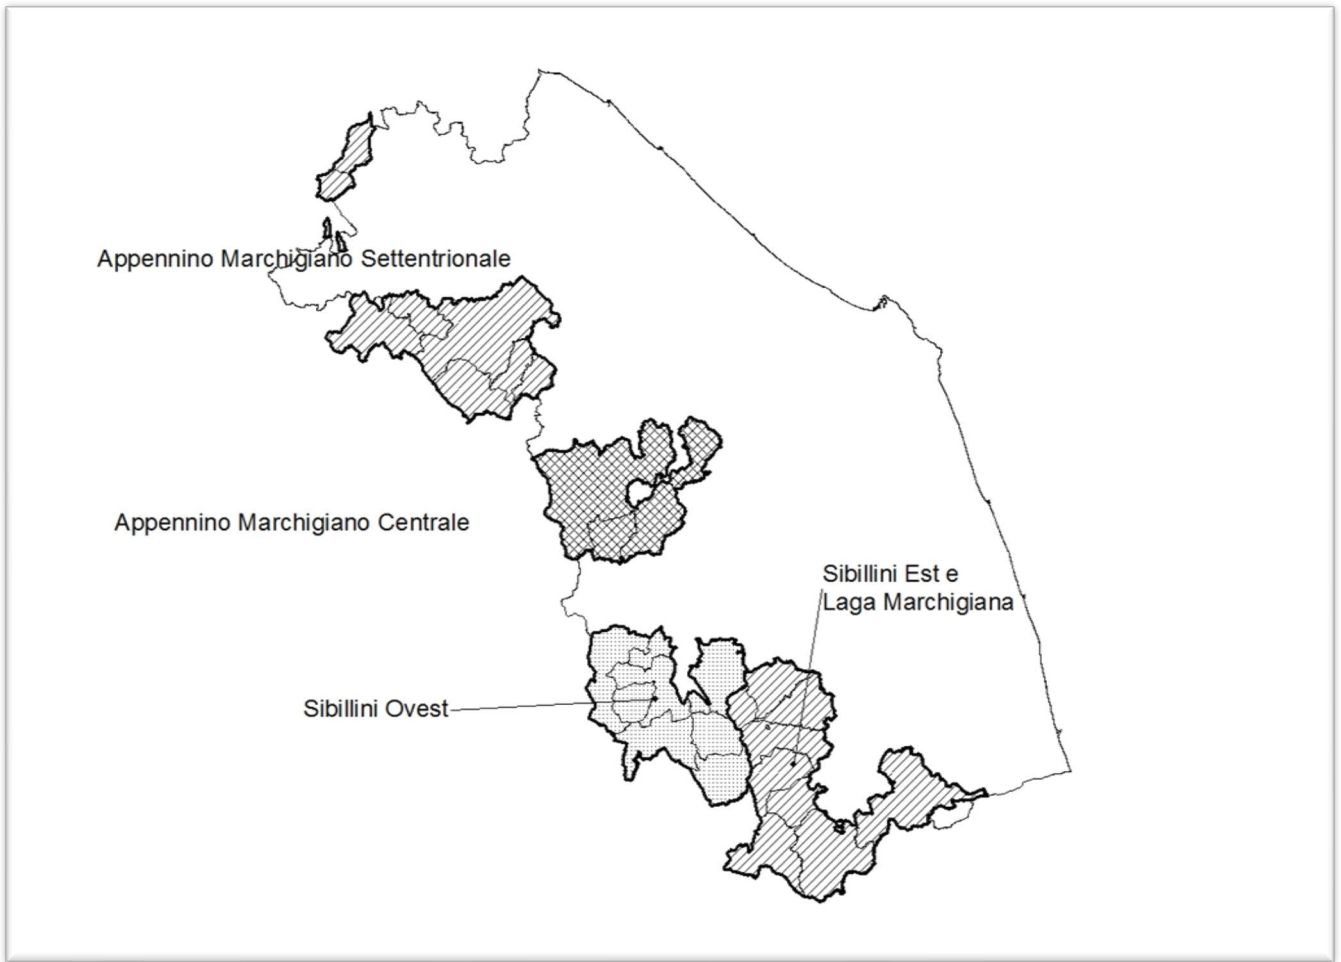 Appennino Marchigiano Settentrionale
Appennino Marchigiano Centrale
Sibillini Est e
Laga Marchigiana
Sibillini Ovest